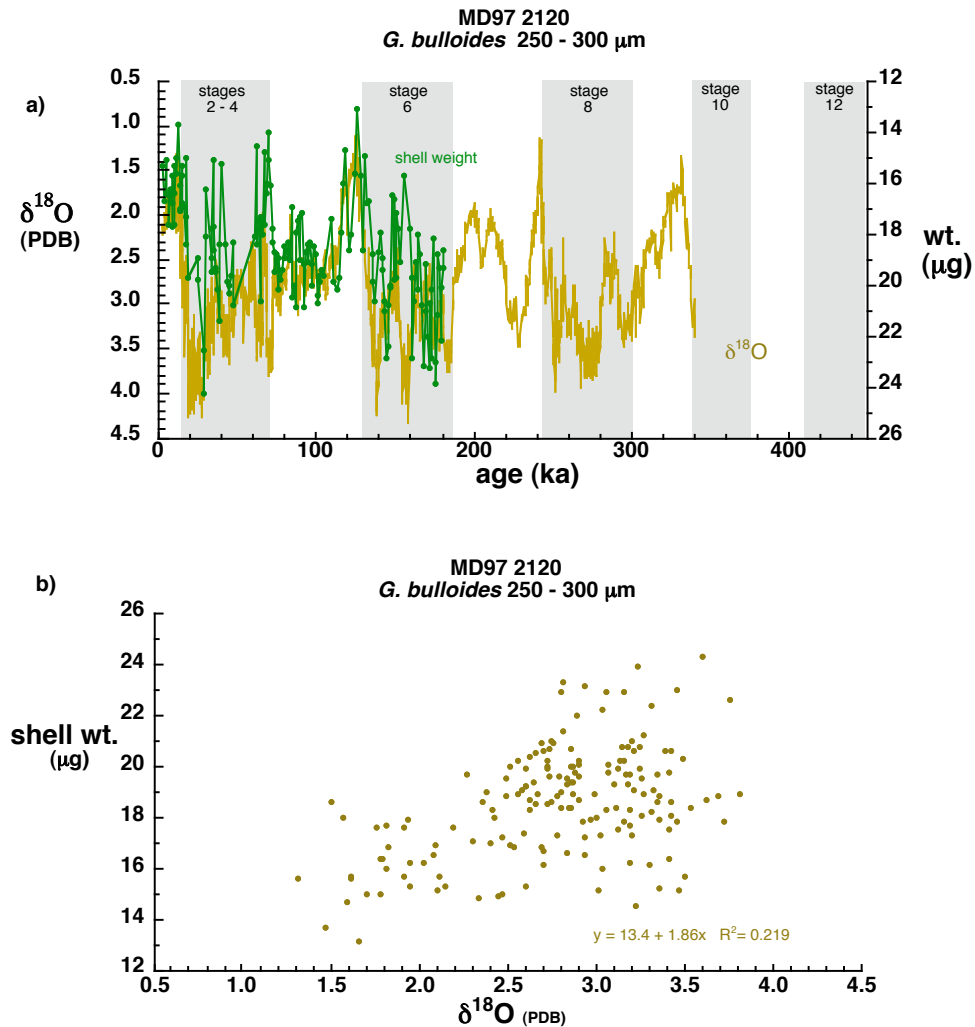 MD97 2120
G. bulloides 250 - 300 μm
a)
0.5
1.0
1.5
2.0
2.5
3.0
3.5
4.0
4.5
δ18O
(PDB)
stages
2 - 4
stage
6
stage
8
stage
10
stage
12
shell weight
δ18O
12
14
16
18
20
22
24
26
wt.
(μg)
0 100 200 300 400
age (ka)
b)
MD97 2120
G. bulloides 250 - 300 μm
26
24
22
20
18
16
14
12
shell wt.
(μg)
y = 13.4 + 1.86x R2= 0.219
0.5 1.0 1.5 2.0 2.5 3.0 3.5 4.0 4.5
δ18O (PDB)